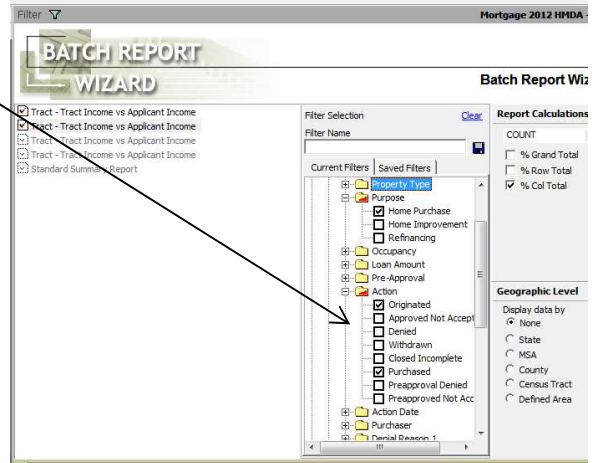 Filter
Mortgage 2012 HMDA -
BATCH REPORT
WIZARD
Batch Report Wiz
Tract - Tract Income vs Applicant Income
Tract - Tract Income vs Applicant Income
Tract - Tract Income vs Applicant Income
Tract - Tract Income vs Applicant Income
Standard Summary Report
Filter Selection
Clear
Filter Name
Current Filters
Saved Filters
Property Type
Purpose
Home Purchase
Home Improvement
Refinancing
Occupancy
Loan Amount
Pre-Approval
Action
Originated
Approved Not Accept
Denied
Withdrawn
Closed Incomplete
Purchased
Preapproval Denied
Preapproved Not Acc
Action Date
Purchaser
Denial Reason 1
Report Calculations
COUNT
% Grand Total
% Row Total
% Col Total
Geographic Level
Display data by
None
State
MSA
County
Census Tract
Defined Area